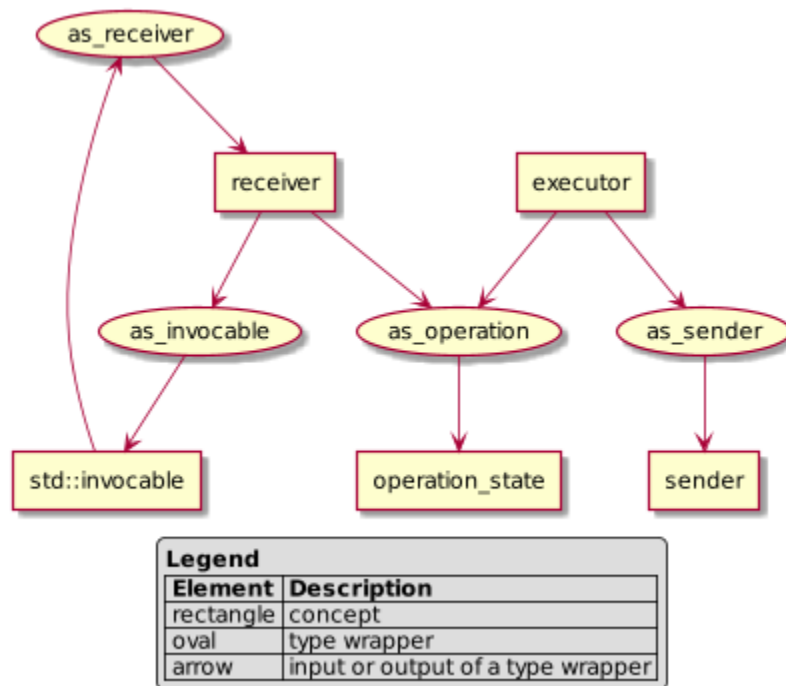 as_receiver
receiver
executor
as_invocable
as_operation
as_sender
std::invocable
operation_state
sender
Legend
Element Description
rectangle concept
oval type wrapper
arrow input or output of a type wrapper